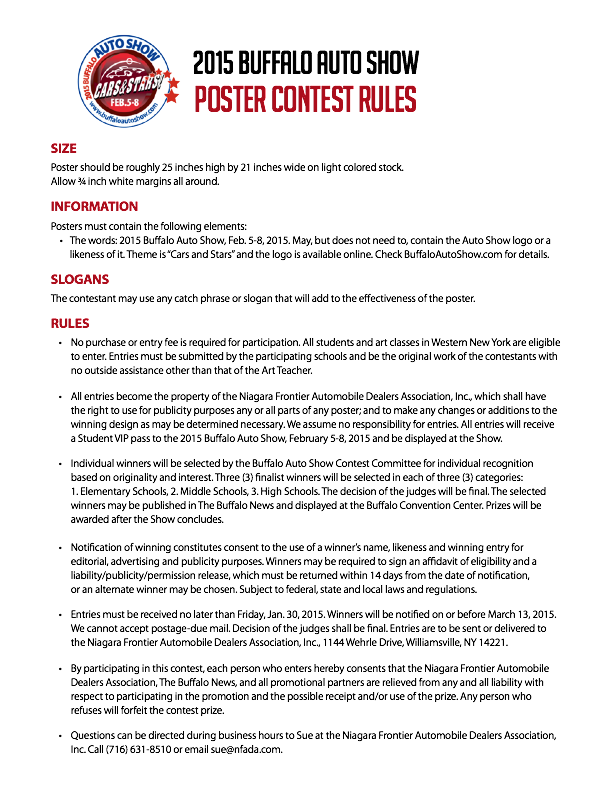 2015 BUFFALO
AUTO SHOW
CARS&STARS!
FEB.5-8
www.buffaloautoshow.com
2015 BUFFALO AUTO SHOW
POSTER CONTEST RULES
SIZE
Poster should be roughly 25 inches high by 21 inches wide on light colored stock.
Allow ¾ inch white margins all around.
INFORMATION
Posters must contain the following elements:
• The words: 2015 Buffalo Auto Show, Feb. 5-8, 2015. May, but does not need to, contain the Auto Show logo or a
likeness of it. Theme is “Cars and Stars” and the logo is available online. Check BuffaloAutoShow.com for details.
SLOGANS
The contestant may use any catch phrase or slogan that will add to the effectiveness of the poster.
RULES
• No purchase or entry fee is required for participation. All students and art classes in Western New York are eligible
to enter. Entries must be submitted by the participating schools and be the original work of the contestants with
no outside assistance other than that of the Art Teacher.
• All entries become the property of the Niagara Frontier Automobile Dealers Association, Inc., which shall have
the right to use for publicity purposes any or all parts of any poster; and to make any changes or additions to the
winning design as may be determined necessary. We assume no responsibility for entries. All entries will receive
a Student VIP pass to the 2015 Buffalo Auto Show, February 5-8, 2015 and be displayed at the Show.
• Individual winners will be selected by the Buffalo Auto Show Contest Committee for individual recognition
based on originality and interest. Three (3) finalist winners will be selected in each of three (3) categories:
1. Elementary Schools, 2. Middle Schools, 3. High Schools. The decision of the judges will be final. The selected
winners may be published in The Buffalo News and displayed at the Buffalo Convention Center. Prizes will be
awarded after the Show concludes.
• Notification of winning constitutes consent to the use of a winner’s name, likeness and winning entry for
editorial, advertising and publicity purposes. Winners may be required to sign an affidavit of eligibility and a
liability/publicity/permission release, which must be returned within 14 days from the date of notification,
or an alternate winner may be chosen. Subject to federal, state and local laws and regulations.
• Entries must be received no later than Friday, Jan. 30, 2015. Winners will be notified on or before March 13, 2015.
We cannot accept postage-due mail. Decision of the judges shall be final. Entries are to be sent or delivered to
the Niagara Frontier Automobile Dealers Association, Inc., 1144 Wehrle Drive, Williamsville, NY 14221.
• By participating in this contest, each person who enters hereby consents that the Niagara Frontier Automobile
Dealers Association, The Buffalo News, and all promotional partners are relieved from any and all liability with
respect to participating in the promotion and the possible receipt and/or use of the prize. Any person who
refuses will forfeit the contest prize.
• Questions can be directed during business hours to Sue at the Niagara Frontier Automobile Dealers Association,
Inc. Call (716) 631-8510 or email sue@nfada.com.